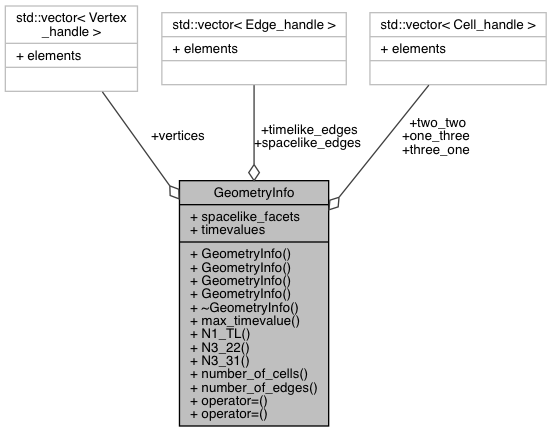 std::vector< Vertex
_handle >
+ elements
std::vector< Edge_handle >
+ elements
std::vector< Cell_handle >
+ elements
+vertices
+timelike_edges
+spacelike_edges
+two_two
+one_three
+three_one
GeometryInfo
+ spacelike_facets
+ timevalues
+ GeometryInfo()
+ GeometryInfo()
+ GeometryInfo()
+ GeometryInfo()
+ ~GeometryInfo()
+ max_timevalue()
+ N1_TL()
+ N3_22()
+ N3_31()
+ number_of_cells()
+ number_of_edges()
+ operator=()
+ operator=()